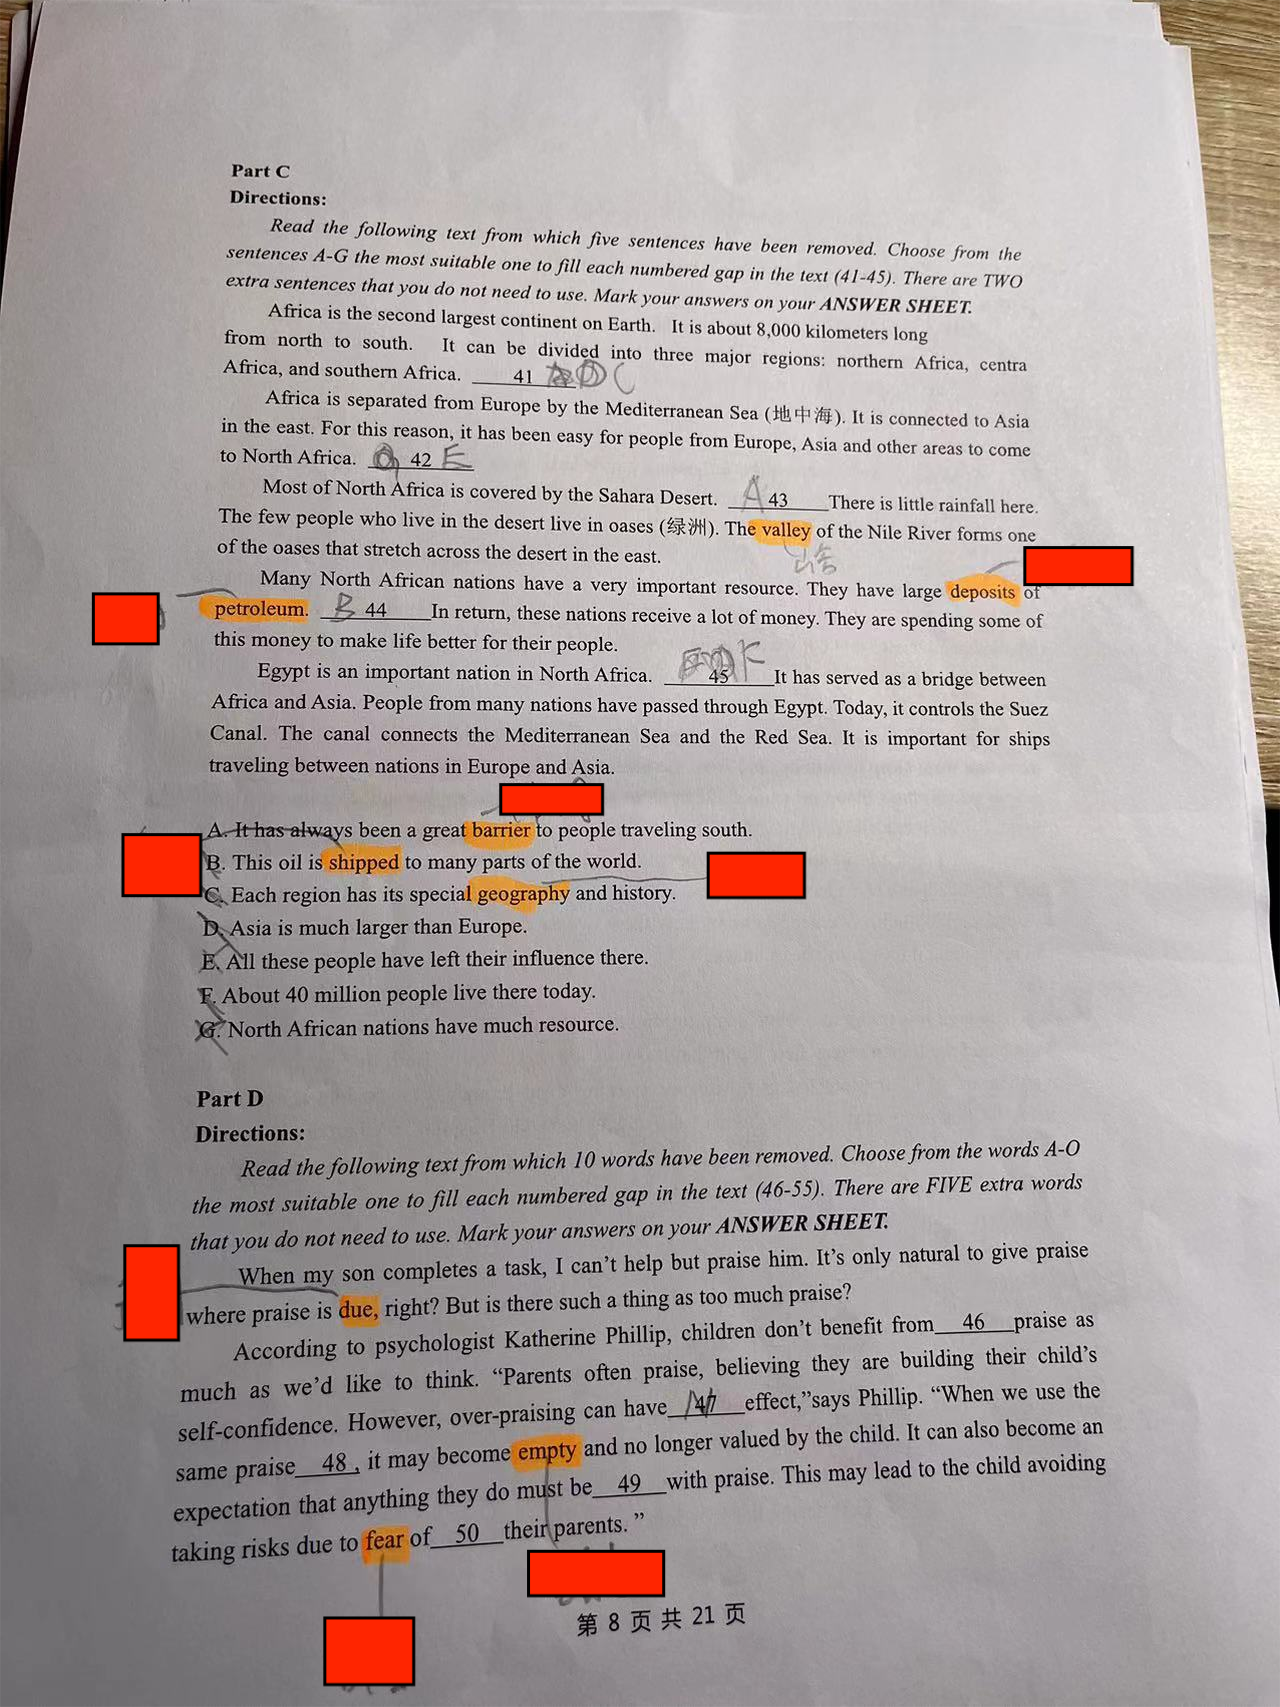 Part C
Directions:
Read the following text from which five sentences have been removed. Choose from the
sentences A-G the most suitable one to fill each numbered gap in the text (41-45). There are TWO
extra sentences that you do not need to use. Mark your answers on your ANSWER SHEET.
Africa is the second largest continent on Earth. It is about 8,000 kilometers long
from north to south. It can be divided into three major regions: northern Africa, centra
Africa, and southern Africa. 41 C
Africa is separated from Europe by the Mediterranean Sea (地中海). It is connected to Asia
in the east. For this reason, it has been easy for people from Europe, Asia and other areas to come
to North Africa. 42 E
Most of North Africa is covered by the Sahara Desert. A 43 There is little rainfall here.
The few people who live in the desert live in oases (绿洲). The valley of the Nile River forms one
of the oases that stretch across the desert in the east.
Many North African nations have a very important resource. They have large deposits of
petroleum. B 44 In return, these nations receive a lot of money. They are spending some of
this money to make life better for their people.
Egypt is an important nation in North Africa. 45 F It has served as a bridge between
Africa and Asia. People from many nations have passed through Egypt. Today, it controls the Suez
Canal. The canal connects the Mediterranean Sea and the Red Sea. It is important for ships
traveling between nations in Europe and Asia.
A. It has always been a great barrier to people traveling south.
B. This oil is shipped to many parts of the world.
C. Each region has its special geography and history.
D. Asia is much larger than Europe.
E. All these people have left their influence there.
F. About 40 million people live there today.
G. North African nations have much resource.
Part D
Directions:
Read the following text from which 10 words have been removed. Choose from the words A-O
the most suitable one to fill each numbered gap in the text (46-55). There are FIVE extra words
that you do not need to use. Mark your answers on your ANSWER SHEET.
When my son completes a task, I can't help but praise him. It's only natural to give praise
where praise is due, right? But is there such a thing as too much praise?
According to psychologist Katherine Phillip, children don't benefit from 46 praise as
much as we'd like to think. “Parents often praise, believing they are building their child's
self-confidence. However, over-praising can have 47 effect,”says Phillip. “When we use the
same praise 48 , it may become empty and no longer valued by the child. It can also become an
expectation that anything they do must be 49 with praise. This may lead to the child avoiding
taking risks due to fear of 50 their parents. ”
第 8 页 共 21 页